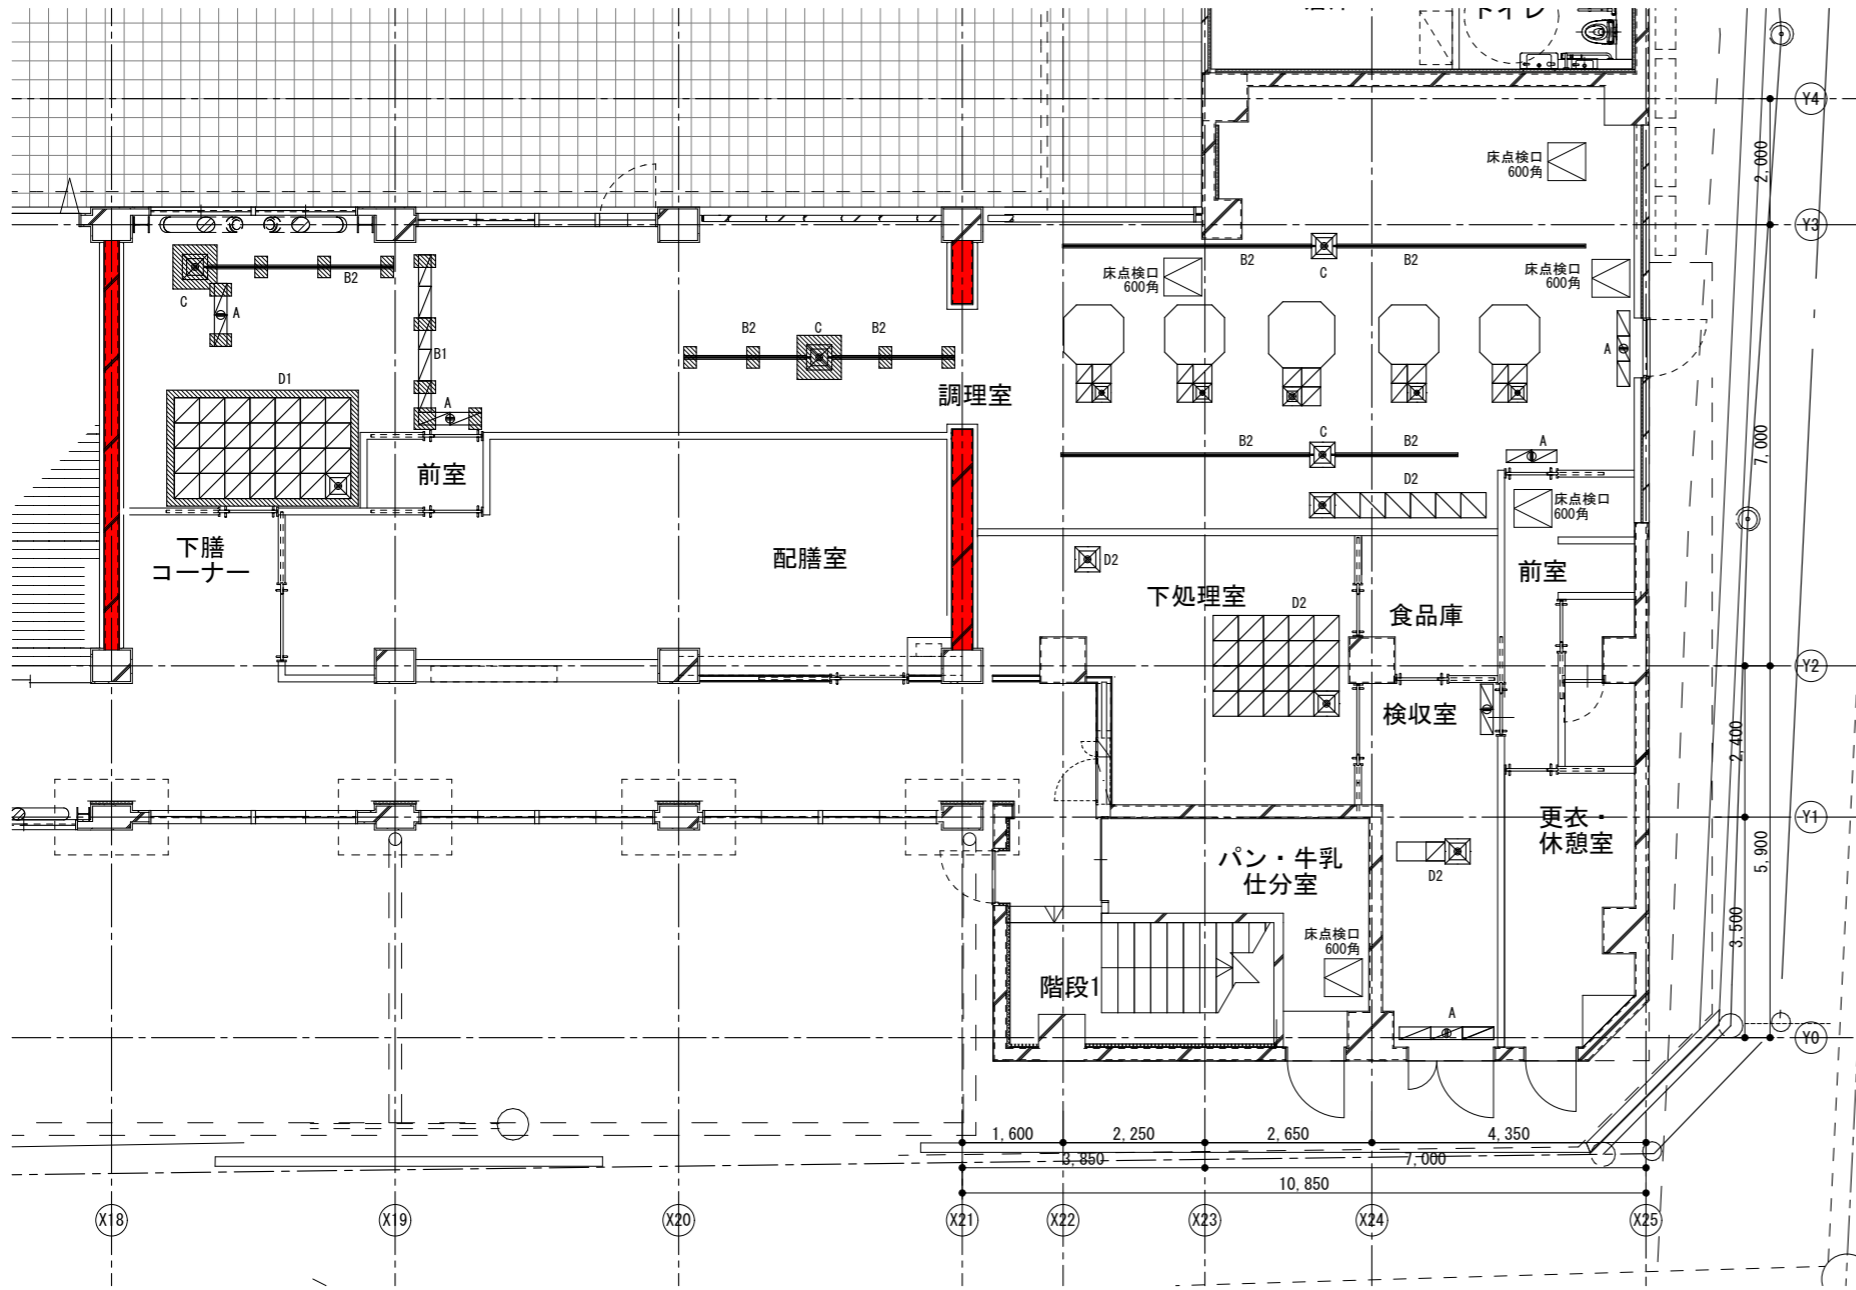 トイレ
Y4
床点検口
600角
2,000
Y3
B2
C
B2
床点検口
600角
床点検口
600角
B2
C
A
B1
B2
C
B2
A
D1
A
調理室
7,000
B2
C
B2
A
D2
床点検口
600角
前室
下膳
コーナー
配膳室
D2
下処理室
D2
食品庫
前室
Y2
検収室
2,400
Y1
更衣・
休憩室
5,900
パン・牛乳
仕分室
D2
3,500
床点検口
600角
階段1
A
Y0
1,600
2,250
2,650
4,350
3,850
7,000
10,850
X18
X19
X20
X21
X22
X23
X24
X25